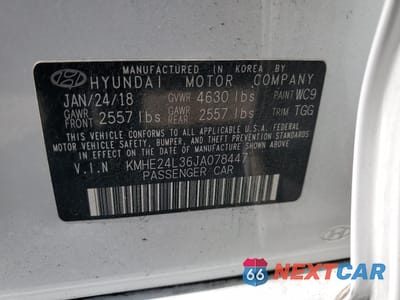 MANUFACTURED IN KOREA BY
HYUNDAI MOTOR COMPANY
JAN/24/18 GVWR 4630 lbs PAINT WC9
GAWR FRONT 2557 lbs GAWR REAR 2557 lbs TRIM TGG
THIS VEHICLE CONFORMS TO ALL APPLICABLE U.S.A. FEDERAL
MOTOR VEHICLE SAFETY, BUMPER, AND THEFT PREVENTION
STANDARDS IN EFFECT ON THE DATE OF MANUFACTURE SHOWN ABOVE.
V.I.N KMHE24L36JA078447
PASSENGER CAR
66 NEXTCAR